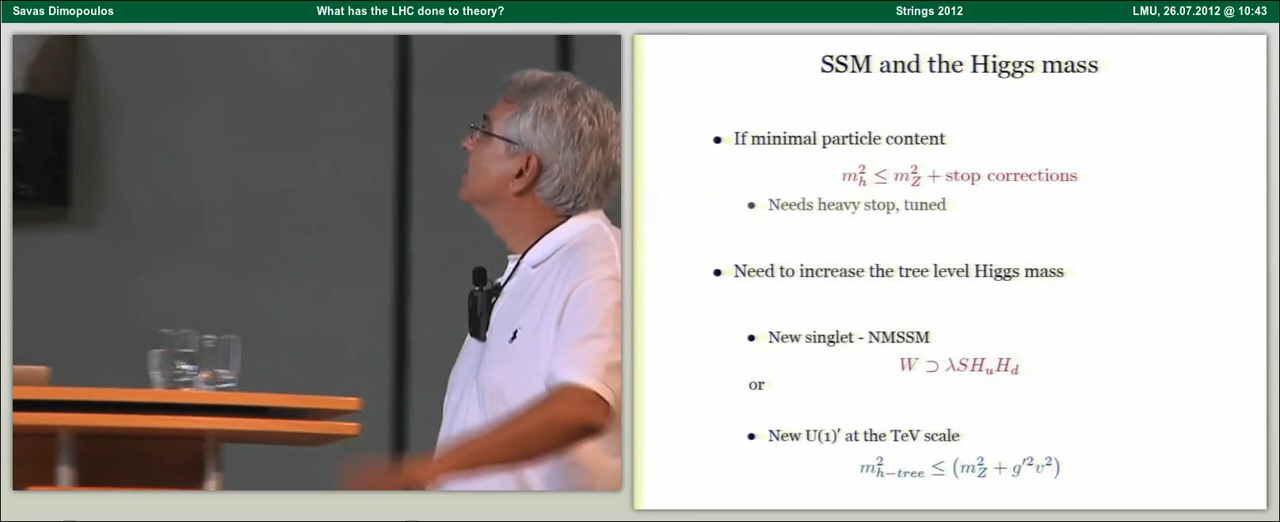 Savas Dimopoulos What has the LHC done to theory? Strings 2012 LMU, 26.07.2012 @ 10:43
SSM and the Higgs mass
• If minimal particle content
m_h^2 ≤ m_Z^2 + stop corrections
• Needs heavy stop, tuned
• Need to increase the tree level Higgs mass
• New singlet - NMSSM
W ⊃ λSH_uH_d
or
• New U(1)′ at the TeV scale
m_{h-tree}^2 ≤ (m_Z^2 + g′^2v^2)